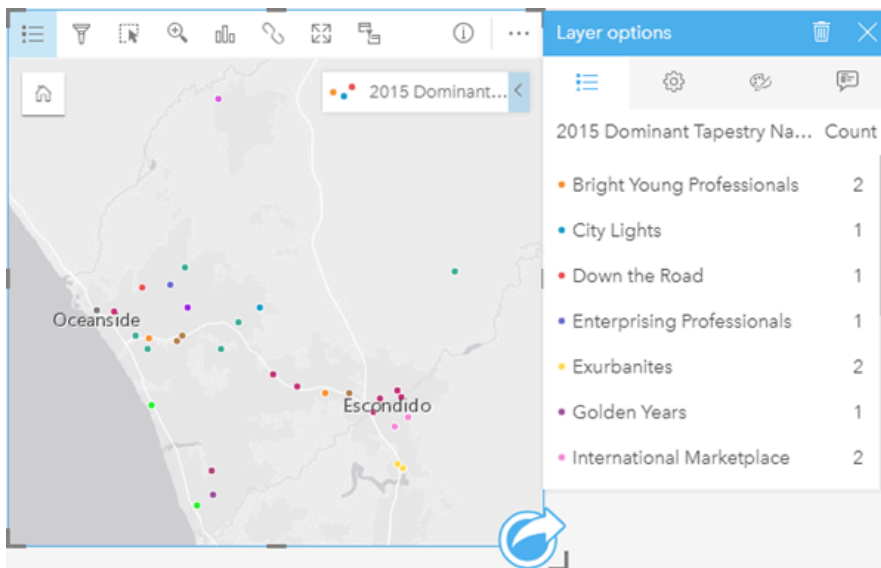 Layer options
2015 Dominant...
2015 Dominant Tapestry Na... Count
Bright Young Professionals 2
City Lights 1
Down the Road 1
Enterprising Professionals 1
Exurbanites 2
Golden Years 1
International Marketplace 2
Oceanside
Escondido